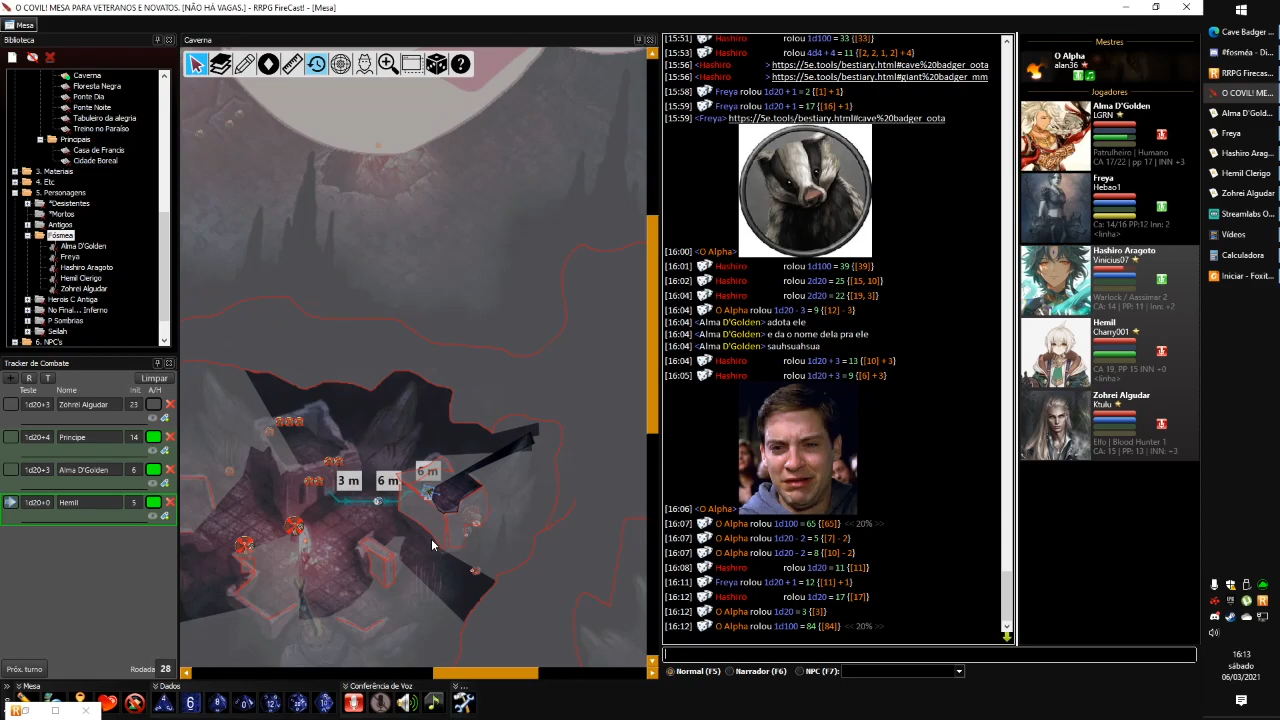 O COVIL! MESA PARA VETERANOS E NOVATOS. [NÃO HÁ VAGAS.] - RRPG FireCast! - [Mesa]
Mesa
Biblioteca
Caverna
Floresta Negra
Ponte Dia
Ponte Noite
Tabuleiro da alegria
Treino no Paraíso
Principais
Casa de Francis
Cidade Boreal
3. Materais
4. Etc
5. Personagens
*Desistentes
*Mortos
Antigos
Fósmea
Alma D'Golden
Freya
Hashiro Aragoto
Hemil Clerigo
Zohrei Algudar
Herois C Antiga
No Final... Inferno
P Sombrias
Seilah
6. NPC's
Tracker de Combate
+ R T Limpar
Teste Nome Init. A/H
1d20+3 Zohrei Algudar 23
1d20+4 Principe 14
1d20+3 Alma D'Golden 6
1d20+0 Hemil 5
Próx. turno Rodada 28
Caverna
3 m 6 m 6 m
[15:51] Hashiro rolou 1d100 = 33 {[33]}
[15:53] Hashiro rolou 4d4 + 4 = 11 {[2, 2, 1, 2] + 4}
[15:56] <Hashiro > https://5e.tools/bestiary.html#cave%20badger_oota
[15:56] <Hashiro > https://5e.tools/bestiary.html#giant%20badger_mm
[15:58] Freya rolou 1d20 + 1 = 2 {[1] + 1}
[15:59] Freya rolou 1d20 + 1 = 17 {[16] + 1}
[15:59] <Freya> https://5e.tools/bestiary.html#cave%20badger_oota
[16:00] <O Alpha>
[16:01] Hashiro rolou 1d100 = 39 {[39]}
[16:02] Hashiro rolou 2d20 = 25 {[15, 10]}
[16:04] Hashiro rolou 2d20 = 22 {[19, 3]}
[16:04] O Alpha rolou 1d20 - 3 = 9 {[12] - 3}
[16:04] <Alma D'Golden> adota ele
[16:04] <Alma D'Golden> e da o nome dela pra ele
[16:04] <Alma D'Golden> sauhsuahsua
[16:04] Hashiro rolou 1d20 + 3 = 13 {[10] + 3}
[16:05] Hashiro rolou 1d20 + 3 = 9 {[6] + 3}
[16:06] <O Alpha>
[16:07] O Alpha rolou 1d100 = 65 {[65]} << 20% >>
[16:07] O Alpha rolou 1d20 - 2 = 5 {[7] - 2}
[16:07] O Alpha rolou 1d20 - 2 = 8 {[10] - 2}
[16:08] Hashiro rolou 1d20 = 11 {[11]}
[16:11] Freya rolou 1d20 + 1 = 12 {[11] + 1}
[16:12] Hashiro rolou 1d20 = 17 {[17]}
[16:12] O Alpha rolou 1d20 = 3 {[3]}
[16:12] O Alpha rolou 1d100 = 84 {[84]} << 20% >>
Normal (F5) Narrador (F6) NPC (F7):
Mesa Dados Conferência de Voz ...
Mestres
O Alpha
alan36
Jogadores
Alma D'Golden
LGRN
Patrulheiro | Humano
CA 17/22 | pp 17 | INN +3
Freya
Hebao1
Ca: 14/16 PP:12 Inn: 2
<linha>
Hashiro Aragoto
Vinicius07
Warlock / Aassimar 2
CA: 14 | PP: 11 | Inn: +2
Hemil
Charry001
CA 19, PP 15 INN +0
<linha>
Zohrei Algudar
Ktulu
Elfo | Blood Hunter 1
CA: 15 | PP: 13, INN: −3
Cave Badger ...
#fosméa - Di...
RRPG Firecas...
O COVIL! ME...
Alma D'Gold...
Freya
Hashiro Arag...
Hemil Clerigo
Zohrei Algud...
Streamlabs O...
Vídeos
Calculadora
Iniciar - Foxit...
16:13
sábado
06/03/2021